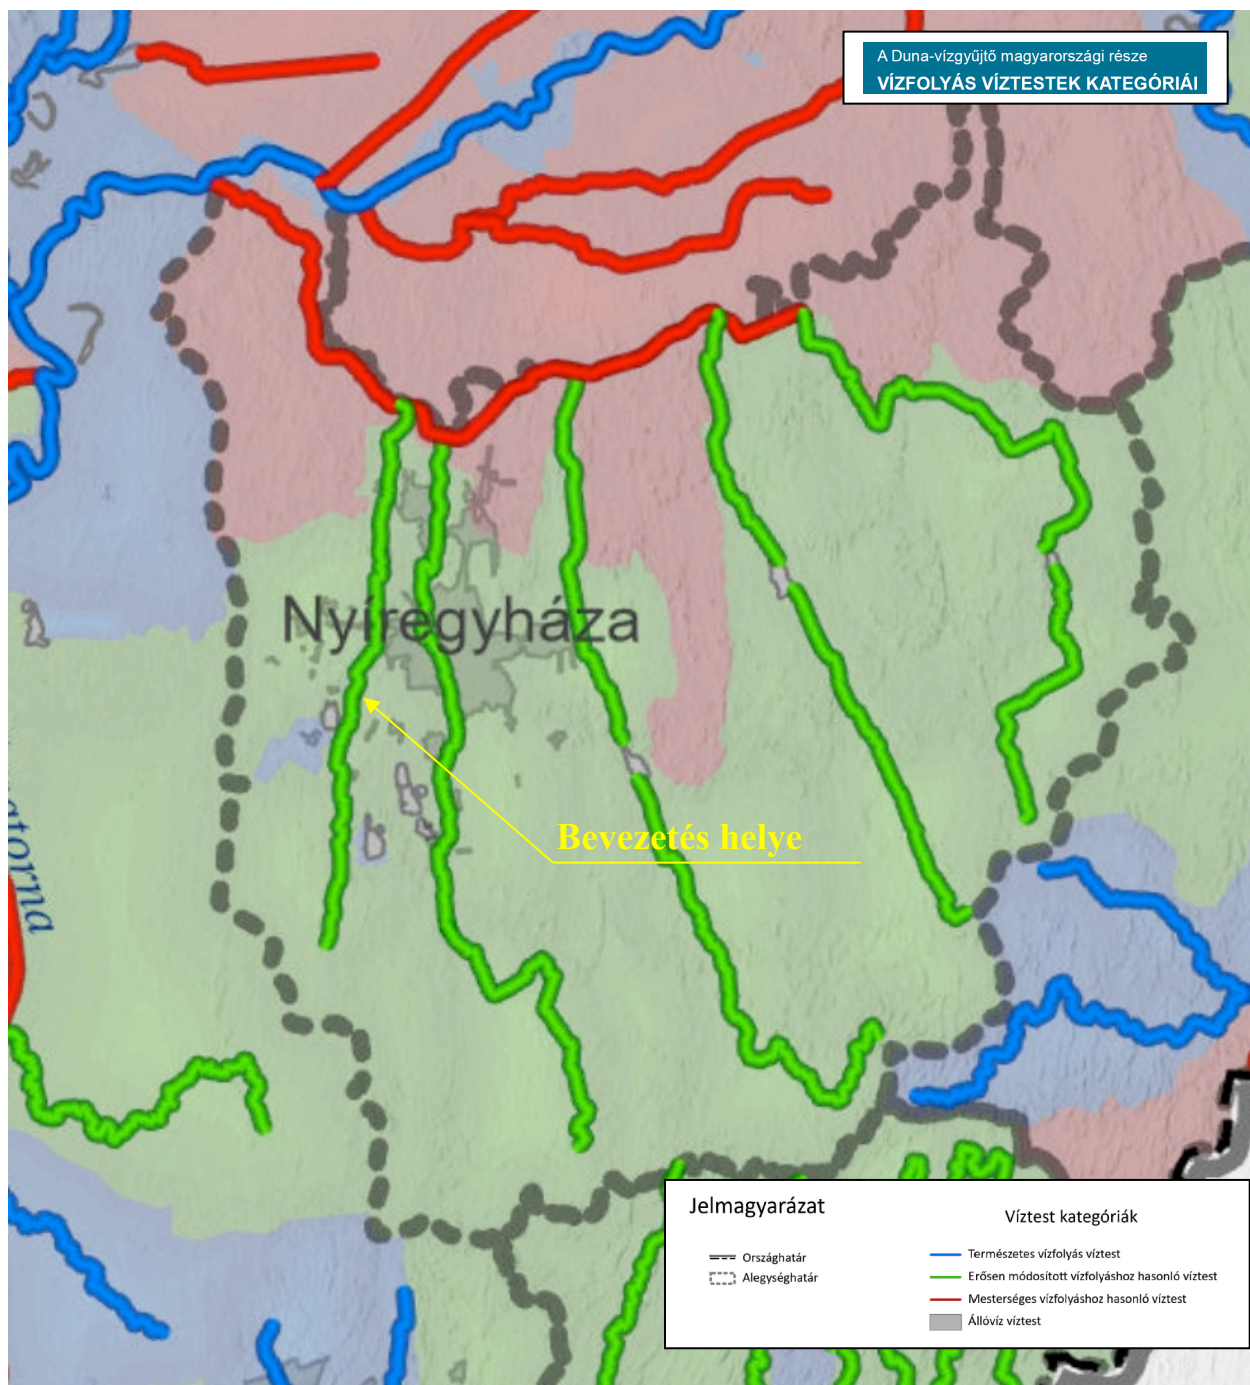 A Duna-vízgyűjtő magyarországi része
VÍZFOLYÁS VÍZTESTEK KATEGÓRIÁI
Nyíregyháza
atorna
Bevezetés helye
Jelmagyarázat
Országhatár
Alegységhatár
Víztest kategóriák
Természetes vízfolyás víztest
Erősen módosított vízfolyáshoz hasonló víztest
Mesterséges vízfolyáshoz hasonló víztest
Állóvíz víztest